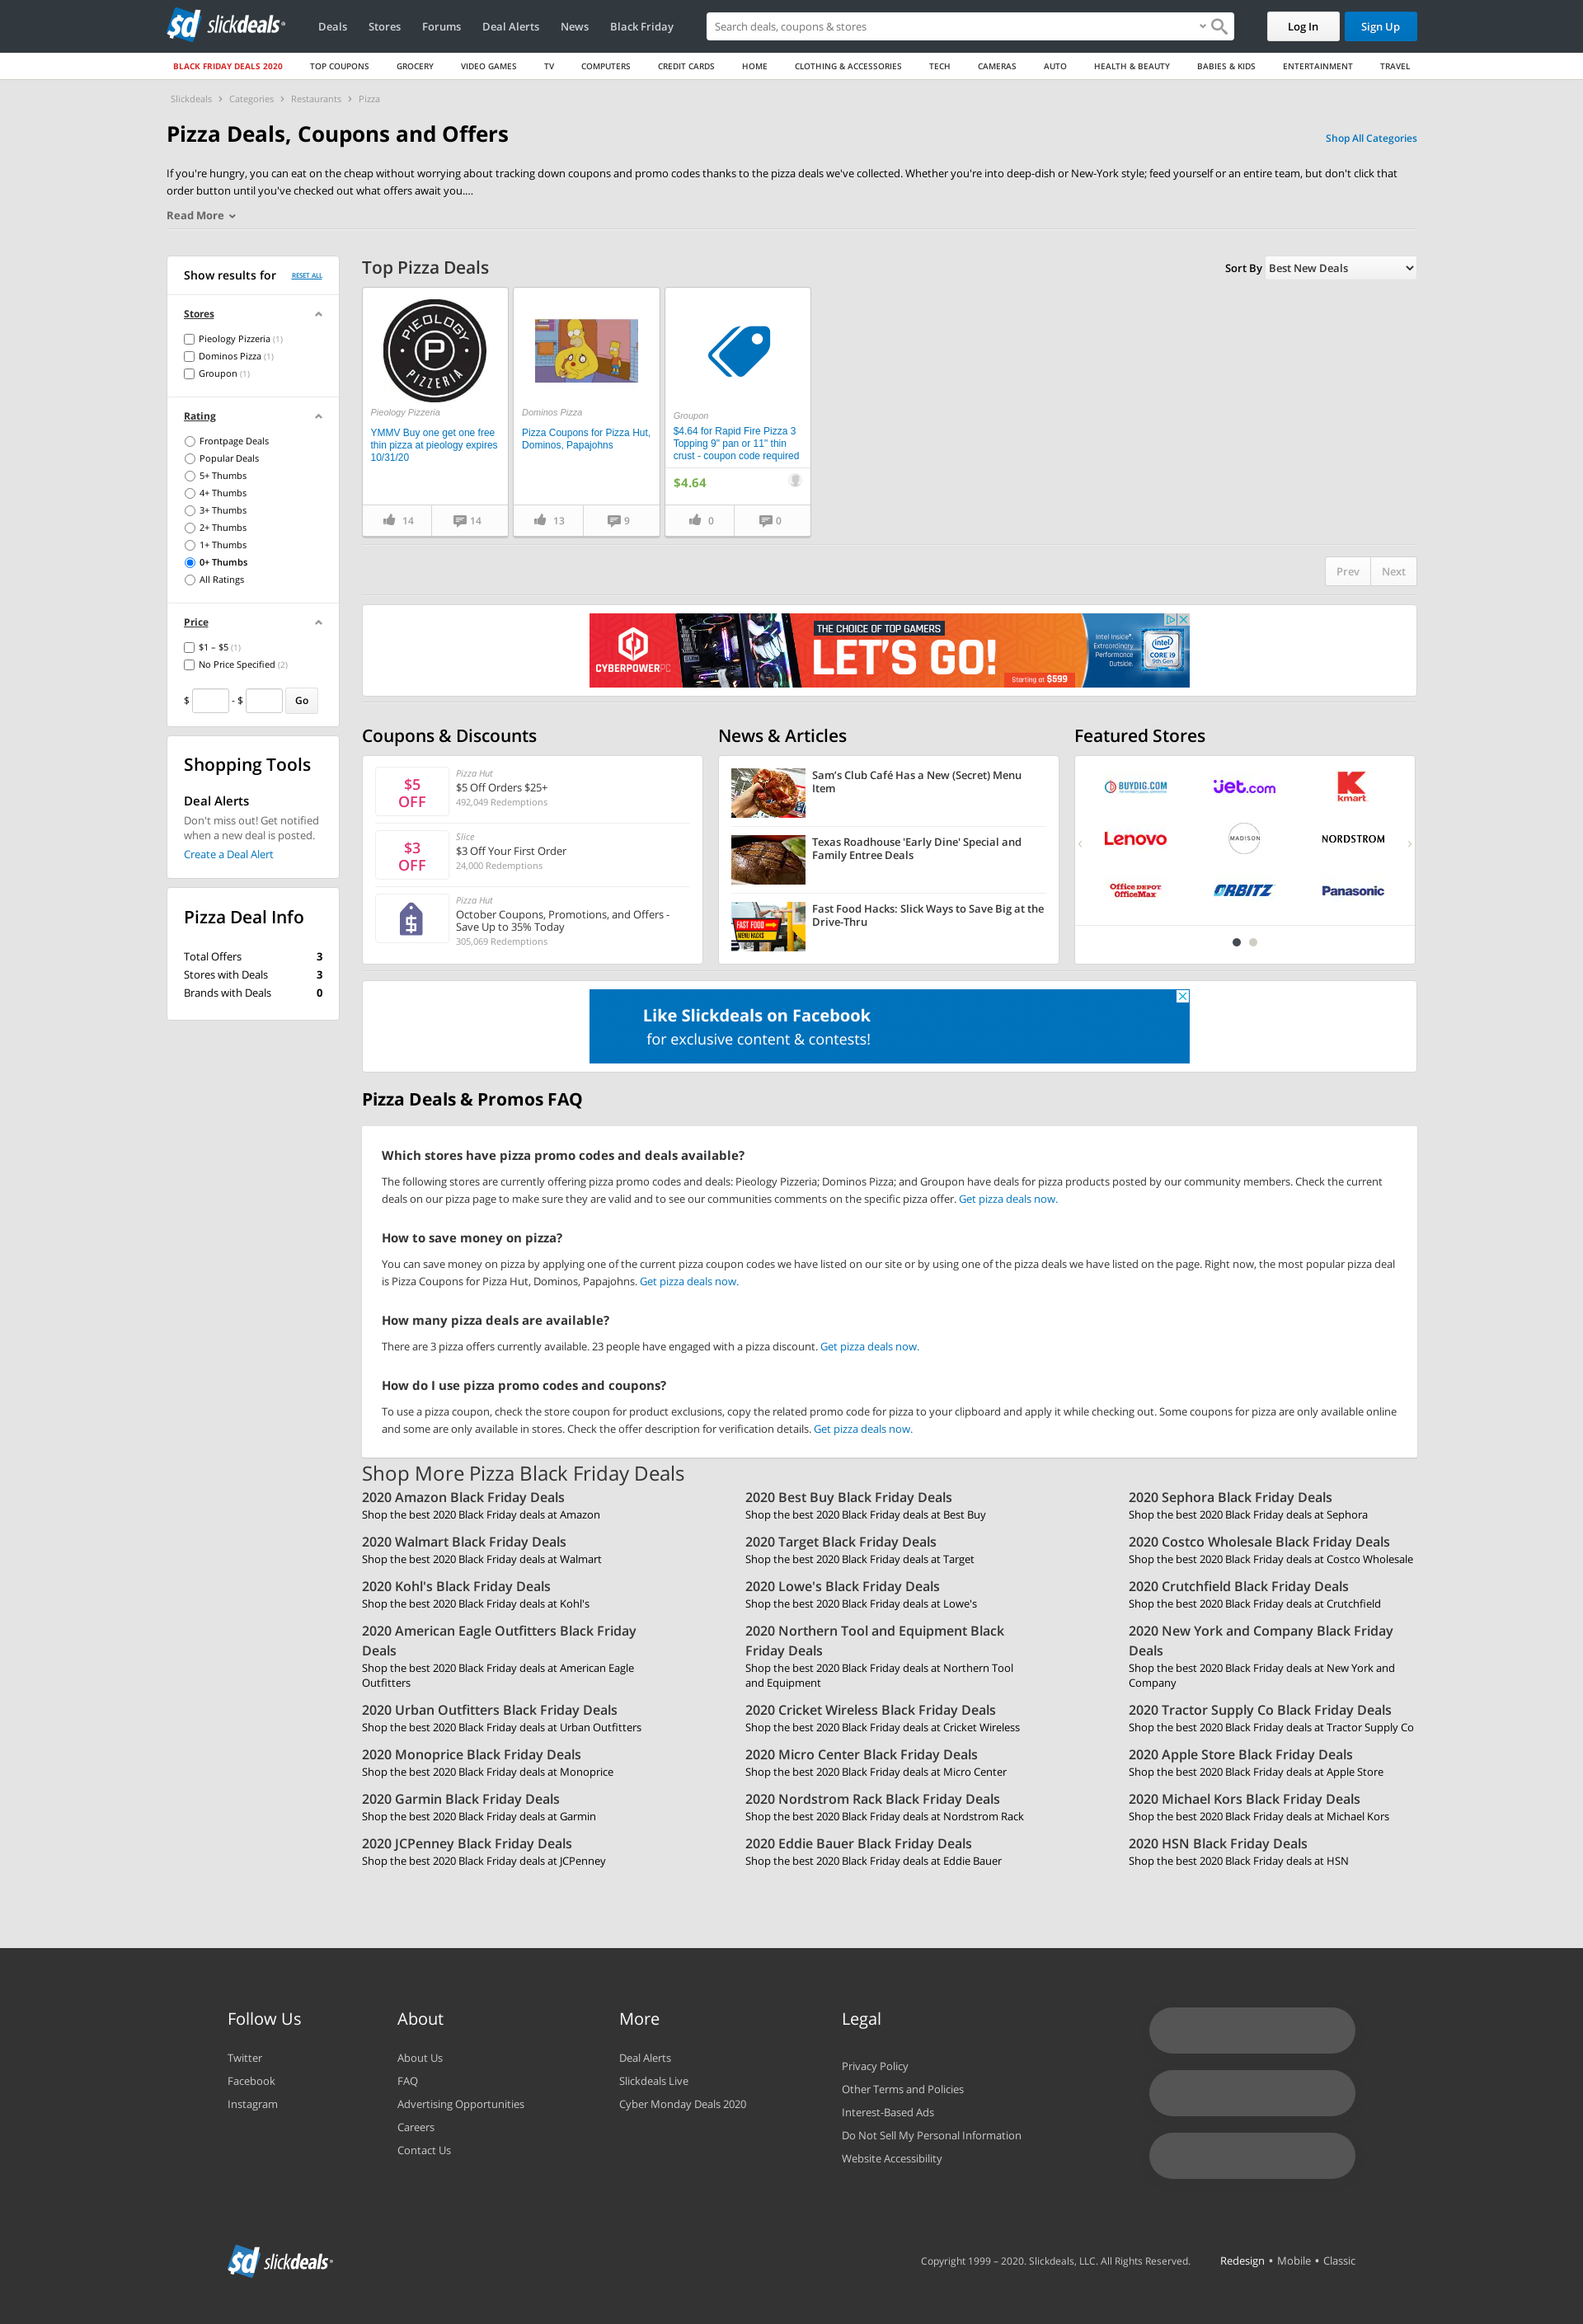 sd slickdeals
Deals Stores Forums Deal Alerts News Black Friday
Search deals, coupons & stores
Log In Sign Up
BLACK FRIDAY DEALS 2020 TOP COUPONS GROCERY VIDEO GAMES TV COMPUTERS CREDIT CARDS HOME CLOTHING & ACCESSORIES TECH CAMERAS AUTO HEALTH & BEAUTY BABIES & KIDS ENTERTAINMENT TRAVEL
Slickdeals › Categories › Restaurants › Pizza
Pizza Deals, Coupons and Offers
Shop All Categories
If you're hungry, you can eat on the cheap without worrying about tracking down coupons and promo codes thanks to the pizza deals we've collected. Whether you're into deep-dish or New-York style; feed yourself or an entire team, but don't click that
order button until you've checked out what offers await you....
Read More
Show results for RESET ALL
Stores
Pieology Pizzeria (1)
Dominos Pizza (1)
Groupon (1)
Rating
Frontpage Deals
Popular Deals
5+ Thumbs
4+ Thumbs
3+ Thumbs
2+ Thumbs
1+ Thumbs
0+ Thumbs
All Ratings
Price
$1 – $5 (1)
No Price Specified (2)
$ - $ Go
Shopping Tools
Deal Alerts
Don't miss out! Get notified
when a new deal is posted.
Create a Deal Alert
Pizza Deal Info
Total Offers 3
Stores with Deals 3
Brands with Deals 0
Top Pizza Deals
Sort By Best New Deals
PIEOLOGY
P
PIZZERIA
Pieology Pizzeria
YMMV Buy one get one free
thin pizza at pieology expires
10/31/20
14 14
Dominos Pizza
Pizza Coupons for Pizza Hut,
Dominos, Papajohns
13 9
Groupon
$4.64 for Rapid Fire Pizza 3
Topping 9" pan or 11" thin
crust - coupon code required
$4.64
0 0
Prev Next
CYBERPOWERPC
THE CHOICE OF TOP GAMERS
LET'S GO!
Starting at $599
Intel Inside®.
Extraordinary
Performance
Outside.
intel
CORE i9
9th Gen
Coupons & Discounts
$5
OFF
Pizza Hut
$5 Off Orders $25+
492,049 Redemptions
$3
OFF
Slice
$3 Off Your First Order
24,000 Redemptions
Pizza Hut
October Coupons, Promotions, and Offers -
Save Up to 35% Today
305,069 Redemptions
News & Articles
Sam's Club Café Has a New (Secret) Menu
Item
Texas Roadhouse 'Early Dine' Special and
Family Entree Deals
FAST FOOD
MENU HACKS
Fast Food Hacks: Slick Ways to Save Big at the
Drive-Thru
Featured Stores
BUYDIG.COM jet.com kmart
Lenovo MADISON NORDSTROM
Office DEPOT
OfficeMax ORBITZ Panasonic
Like Slickdeals on Facebook
for exclusive content & contests!
Pizza Deals & Promos FAQ
Which stores have pizza promo codes and deals available?
The following stores are currently offering pizza promo codes and deals: Pieology Pizzeria; Dominos Pizza; and Groupon have deals for pizza products posted by our community members. Check the current
deals on our pizza page to make sure they are valid and to see our communities comments on the specific pizza offer. Get pizza deals now.
How to save money on pizza?
You can save money on pizza by applying one of the current pizza coupon codes we have listed on our site or by using one of the pizza deals we have listed on the page. Right now, the most popular pizza deal
is Pizza Coupons for Pizza Hut, Dominos, Papajohns. Get pizza deals now.
How many pizza deals are available?
There are 3 pizza offers currently available. 23 people have engaged with a pizza discount. Get pizza deals now.
How do I use pizza promo codes and coupons?
To use a pizza coupon, check the store coupon for product exclusions, copy the related promo code for pizza to your clipboard and apply it while checking out. Some coupons for pizza are only available online
and some are only available in stores. Check the offer description for verification details. Get pizza deals now.
Shop More Pizza Black Friday Deals
2020 Amazon Black Friday Deals
Shop the best 2020 Black Friday deals at Amazon
2020 Best Buy Black Friday Deals
Shop the best 2020 Black Friday deals at Best Buy
2020 Sephora Black Friday Deals
Shop the best 2020 Black Friday deals at Sephora
2020 Walmart Black Friday Deals
Shop the best 2020 Black Friday deals at Walmart
2020 Target Black Friday Deals
Shop the best 2020 Black Friday deals at Target
2020 Costco Wholesale Black Friday Deals
Shop the best 2020 Black Friday deals at Costco Wholesale
2020 Kohl's Black Friday Deals
Shop the best 2020 Black Friday deals at Kohl's
2020 Lowe's Black Friday Deals
Shop the best 2020 Black Friday deals at Lowe's
2020 Crutchfield Black Friday Deals
Shop the best 2020 Black Friday deals at Crutchfield
2020 American Eagle Outfitters Black Friday
Deals
Shop the best 2020 Black Friday deals at American Eagle
Outfitters
2020 Northern Tool and Equipment Black
Friday Deals
Shop the best 2020 Black Friday deals at Northern Tool
and Equipment
2020 New York and Company Black Friday
Deals
Shop the best 2020 Black Friday deals at New York and
Company
2020 Urban Outfitters Black Friday Deals
Shop the best 2020 Black Friday deals at Urban Outfitters
2020 Cricket Wireless Black Friday Deals
Shop the best 2020 Black Friday deals at Cricket Wireless
2020 Tractor Supply Co Black Friday Deals
Shop the best 2020 Black Friday deals at Tractor Supply Co
2020 Monoprice Black Friday Deals
Shop the best 2020 Black Friday deals at Monoprice
2020 Micro Center Black Friday Deals
Shop the best 2020 Black Friday deals at Micro Center
2020 Apple Store Black Friday Deals
Shop the best 2020 Black Friday deals at Apple Store
2020 Garmin Black Friday Deals
Shop the best 2020 Black Friday deals at Garmin
2020 Nordstrom Rack Black Friday Deals
Shop the best 2020 Black Friday deals at Nordstrom Rack
2020 Michael Kors Black Friday Deals
Shop the best 2020 Black Friday deals at Michael Kors
2020 JCPenney Black Friday Deals
Shop the best 2020 Black Friday deals at JCPenney
2020 Eddie Bauer Black Friday Deals
Shop the best 2020 Black Friday deals at Eddie Bauer
2020 HSN Black Friday Deals
Shop the best 2020 Black Friday deals at HSN
Follow Us
Twitter
Facebook
Instagram
About
About Us
FAQ
Advertising Opportunities
Careers
Contact Us
More
Deal Alerts
Slickdeals Live
Cyber Monday Deals 2020
Legal
Privacy Policy
Other Terms and Policies
Interest-Based Ads
Do Not Sell My Personal Information
Website Accessibility
sd slickdeals
Copyright 1999 – 2020. Slickdeals, LLC. All Rights Reserved. Redesign • Mobile • Classic